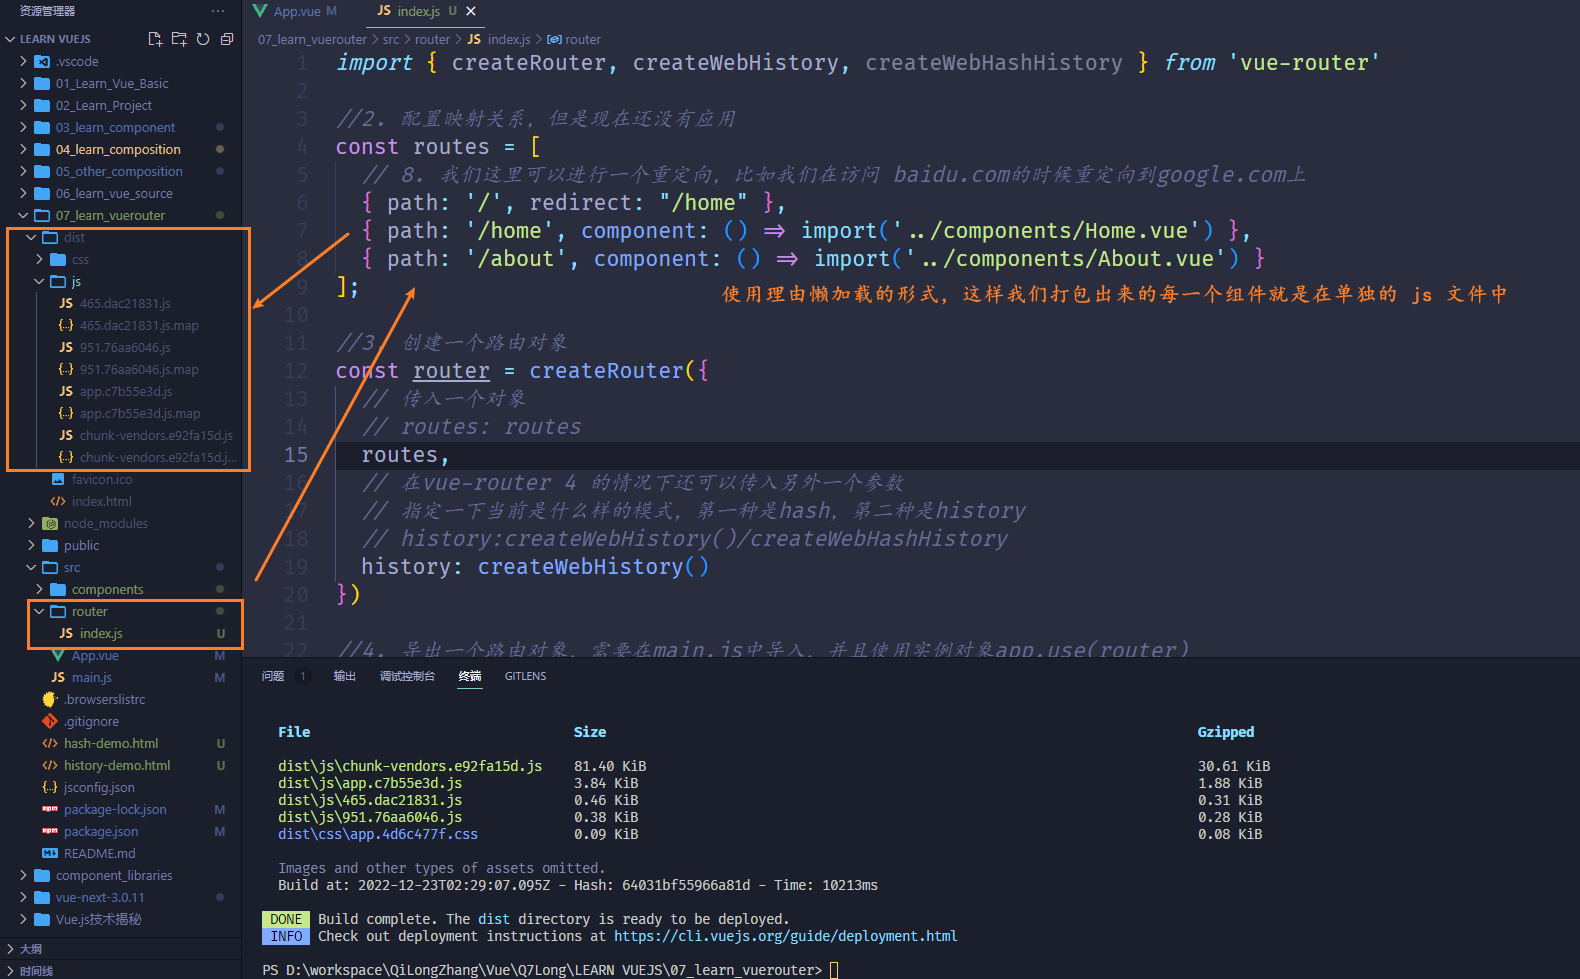 资源管理器
LEARN VUEJS
.vscode
01_Learn_Vue_Basic
02_Learn_Project
03_learn_component
04_learn_composition
05_other_composition
06_learn_vue_source
07_learn_vuerouter
dist
css
js
JS 465.dac21831.js
{..} 465.dac21831.js.map
JS 951.76aa6046.js
{..} 951.76aa6046.js.map
JS app.c7b55e3d.js
{..} app.c7b55e3d.js.map
JS chunk-vendors.e92fa15d.js
{..} chunk-vendors.e92fa15d.j...
favicon.ico
index.html
node_modules
public
src
components
router
JS index.js U
App.vue M
JS main.js M
.browserslistrc
.gitignore
hash-demo.html U
history-demo.html U
{..} jsconfig.json
npm package-lock.json M
npm package.json M
README.md
component_libraries
vue-next-3.0.11
Vue.js技术揭秘
大纲
时间线
App.vue M
JS index.js U
07_learn_vuerouter > src > router > JS index.js > router
1 import { createRouter, createWebHistory, createWebHashHistory } from 'vue-router'
2
3 //2. 配置映射关系，但是现在还没有应用
4 const routes = [
5 // 8. 我们这里可以进行一个重定向，比如我们在访问 baidu.com的时候重定向到google.com上
6 { path: '/', redirect: "/home" },
7 { path: '/home', component: () => import('../components/Home.vue') },
8 { path: '/about', component: () => import('../components/About.vue') }
9 ];
使用理由懒加载的形式，这样我们打包出来的每一个组件就是在单独的 js 文件中
10
11 //3. 创建一个路由对象
12 const router = createRouter({
13 // 传入一个对象
14 // routes: routes
15 routes,
16 // 在vue-router 4 的情况下还可以传入另外一个参数
17 // 指定一下当前是什么样的模式，第一种是hash，第二种是history
18 // history:createWebHistory()/createWebHashHistory
19 history: createWebHistory()
20 })
21
22 //4. 导出一个路由对象，需要在main.js中导入，并且使用实例对象app.use(router)
问题 1 输出 调试控制台 终端 GITLENS
File Size Gzipped
dist\js\chunk-vendors.e92fa15d.js 81.40 KiB 30.61 KiB
dist\js\app.c7b55e3d.js 3.84 KiB 1.88 KiB
dist\js\465.dac21831.js 0.46 KiB 0.31 KiB
dist\js\951.76aa6046.js 0.38 KiB 0.28 KiB
dist\css\app.4d6c477f.css 0.09 KiB 0.08 KiB
Images and other types of assets omitted.
Build at: 2022-12-23T02:29:07.095Z - Hash: 64031bf55966a81d - Time: 10213ms
DONE Build complete. The dist directory is ready to be deployed.
INFO Check out deployment instructions at https://cli.vuejs.org/guide/deployment.html
PS D:\workspace\QiLongZhang\Vue\Q7Long\LEARN VUEJS\07_learn_vuerouter>